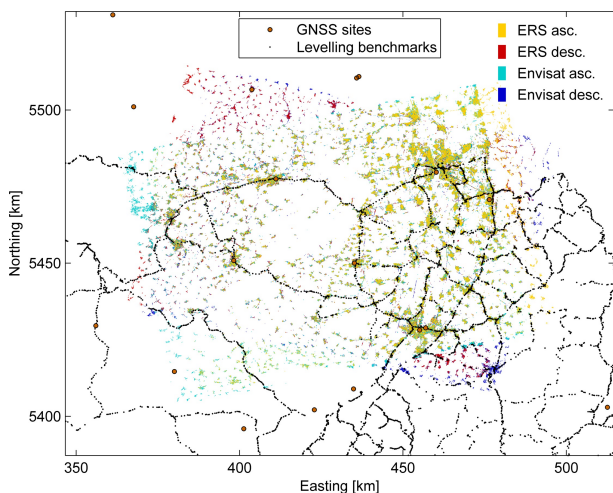 GNSS sites
Levelling benchmarks
ERS asc.
ERS desc.
Envisat asc.
Envisat desc.
5500
5450
5400
Northing [km]
350
400
450
500
Easting [km]